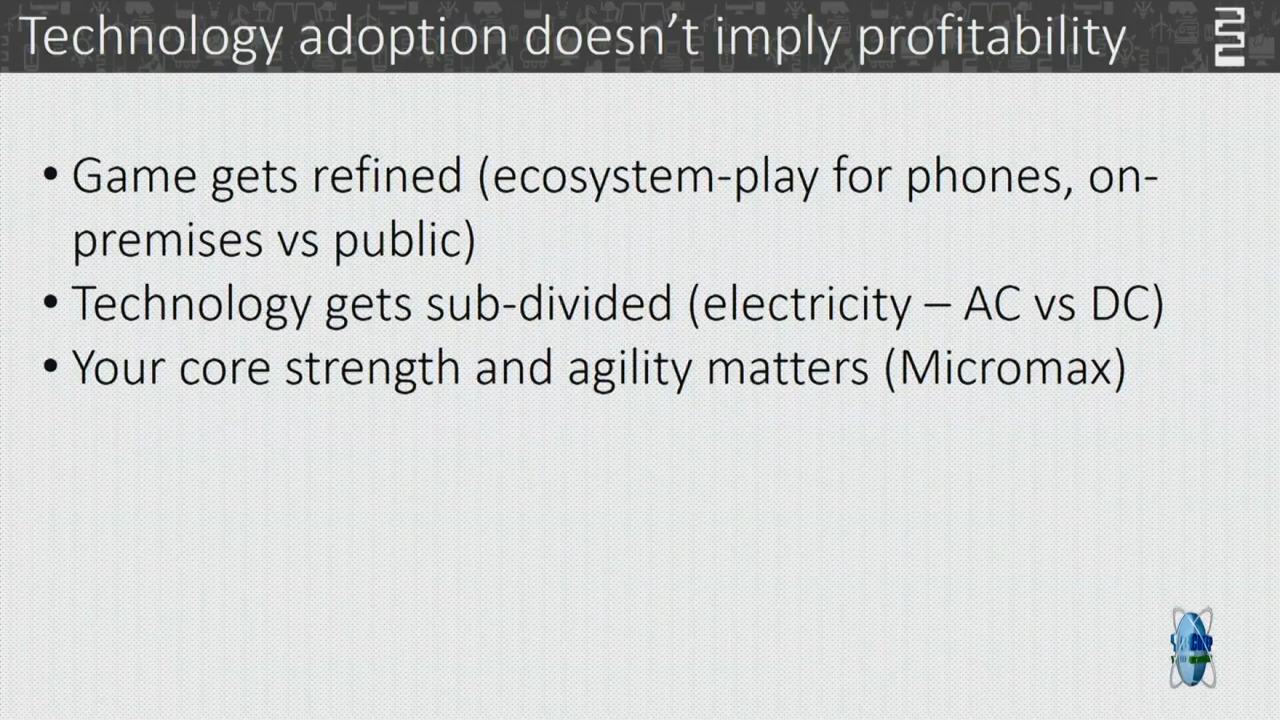 Technology adoption doesn’t imply profitability
• Game gets refined (ecosystem-play for phones, on-
premises vs public)
• Technology gets sub-divided (electricity – AC vs DC)
• Your core strength and agility matters (Micromax)